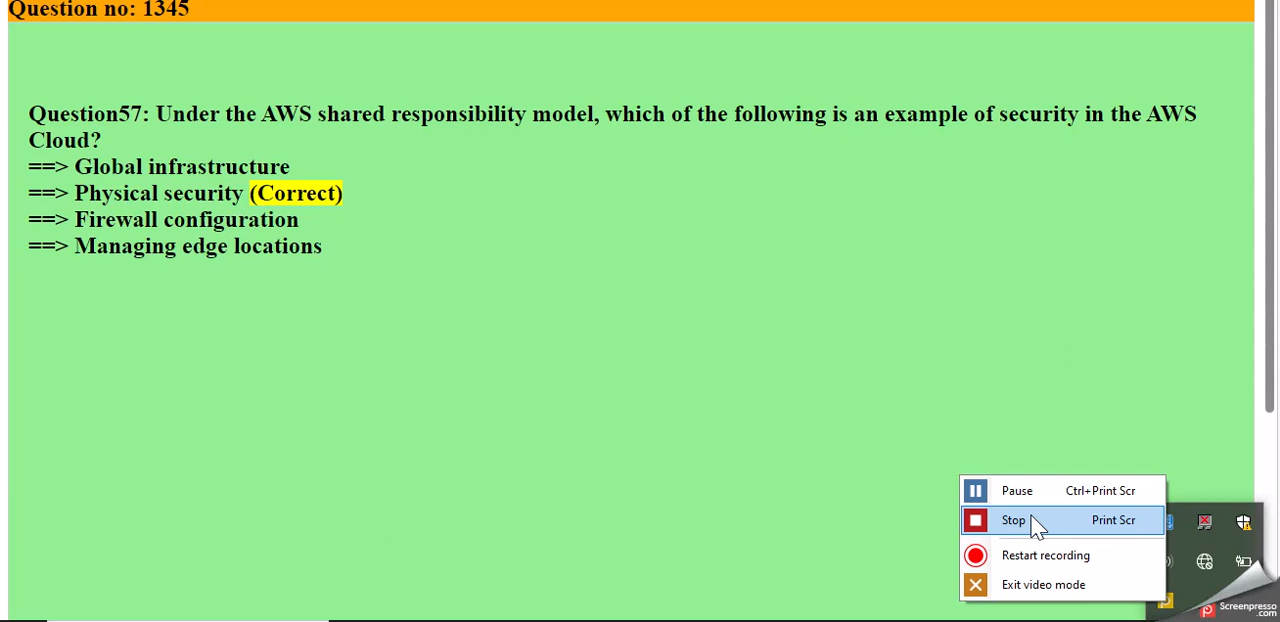 Question no: 1345
Question57: Under the AWS shared responsibility model, which of the following is an example of security in the AWS
Cloud?
==> Global infrastructure
==> Physical security (Correct)
==> Firewall configuration
==> Managing edge locations
Pause Ctrl+Print Scr
Stop Print Scr
Restart recording
Exit video mode
Screenpresso
.com